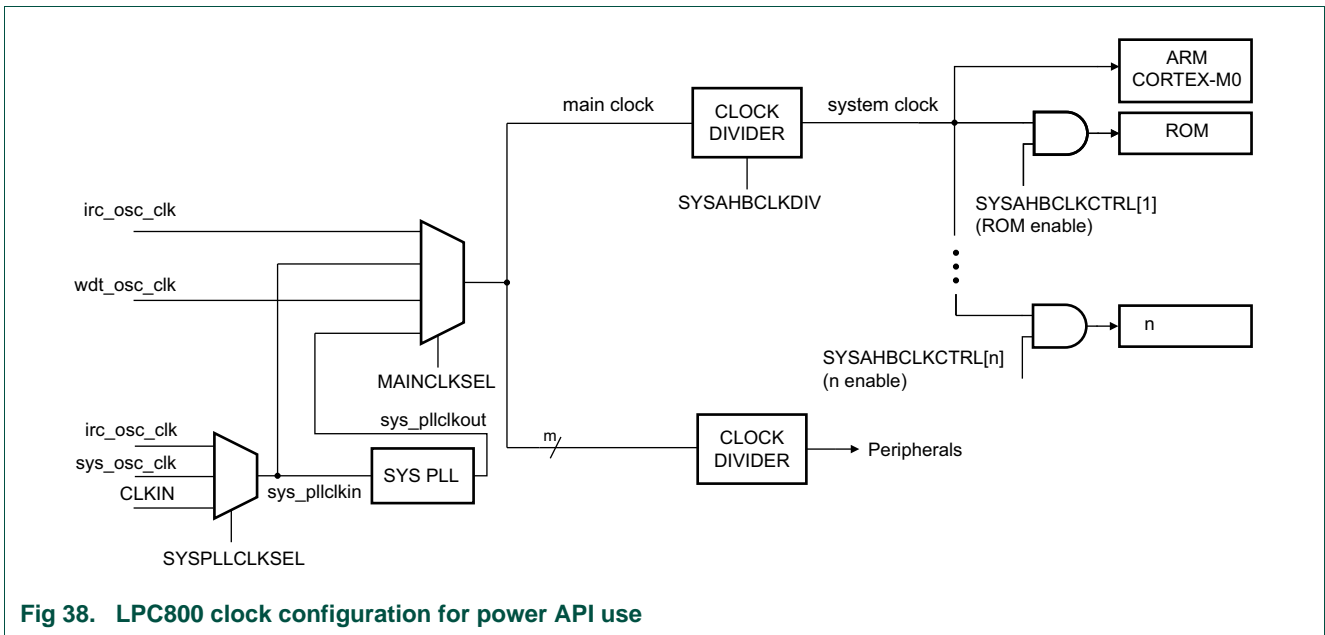 ARM
CORTEX-M0
main clock
CLOCK
DIVIDER
system clock
ROM
SYSAHBCLKDIV
SYSAHBCLKCTRL[1]
(ROM enable)
irc_osc_clk
wdt_osc_clk
n
SYSAHBCLKCTRL[n]
(n enable)
MAINCLKSEL
sys_pllclkout
irc_osc_clk
sys_osc_clk
CLKIN
SYS PLL
sys_pllclkin
m
CLOCK
DIVIDER
Peripherals
SYSPLLCLKSEL
Fig 38. LPC800 clock configuration for power API use